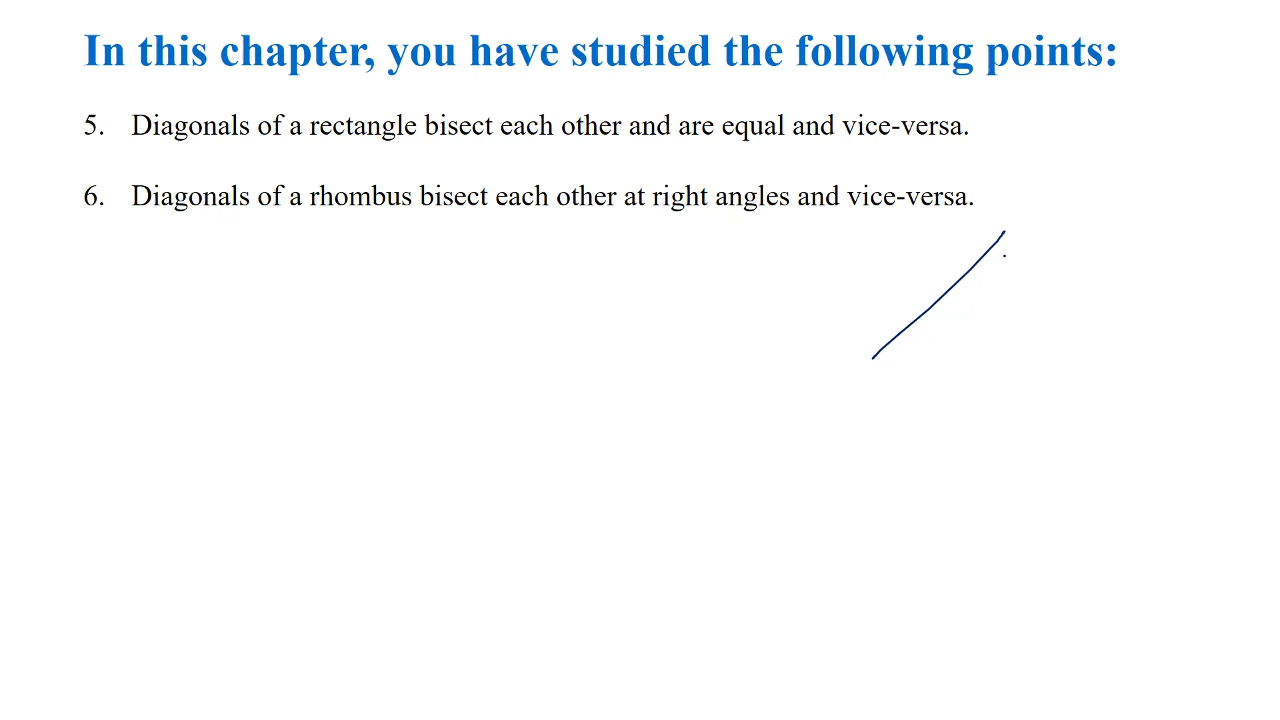 In this chapter, you have studied the following points:
5. Diagonals of a rectangle bisect each other and are equal and vice-versa.
6. Diagonals of a rhombus bisect each other at right angles and vice-versa.